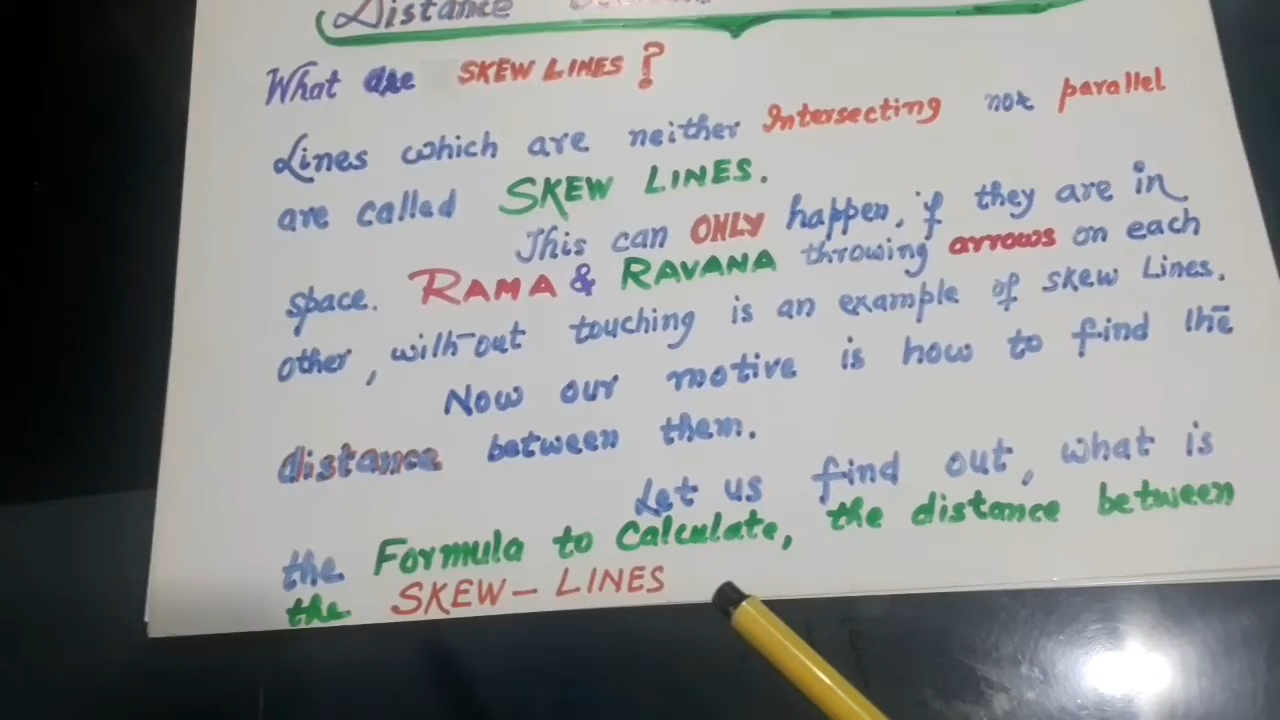 Distance
What are SKEW LINES ?
Lines which are neither Intersecting not parallel
are called SKEW LINES.
This can ONLY happen, if they are in
space. RAMA & RAVANA throwing arrows on each
other, with-out touching is an example of skew Lines.
Now our motive is how to find the
distance between them.
Let us find out, what is
the Formula to Calculate, the distance between
the SKEW-LINES